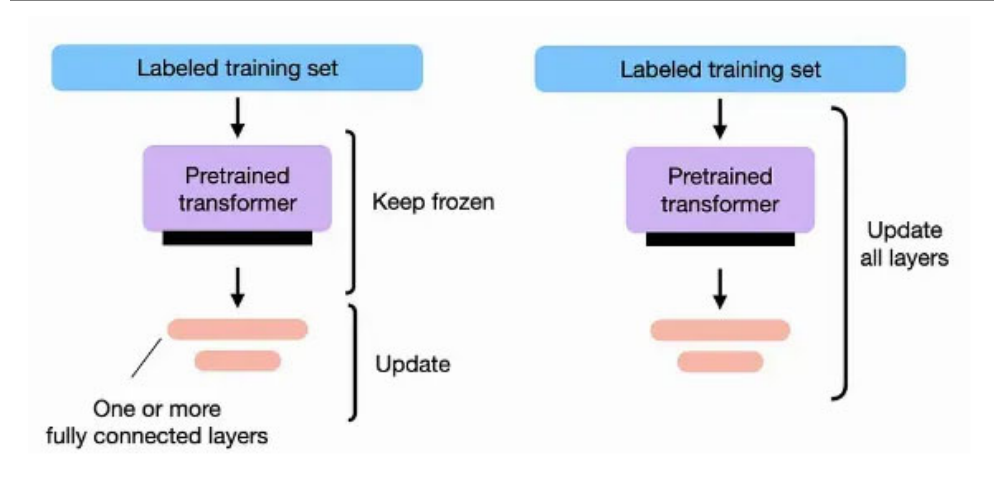 Labeled training set
Pretrained
transformer
Keep frozen
Update
One or more
fully connected layers
Labeled training set
Pretrained
transformer
Update
all layers